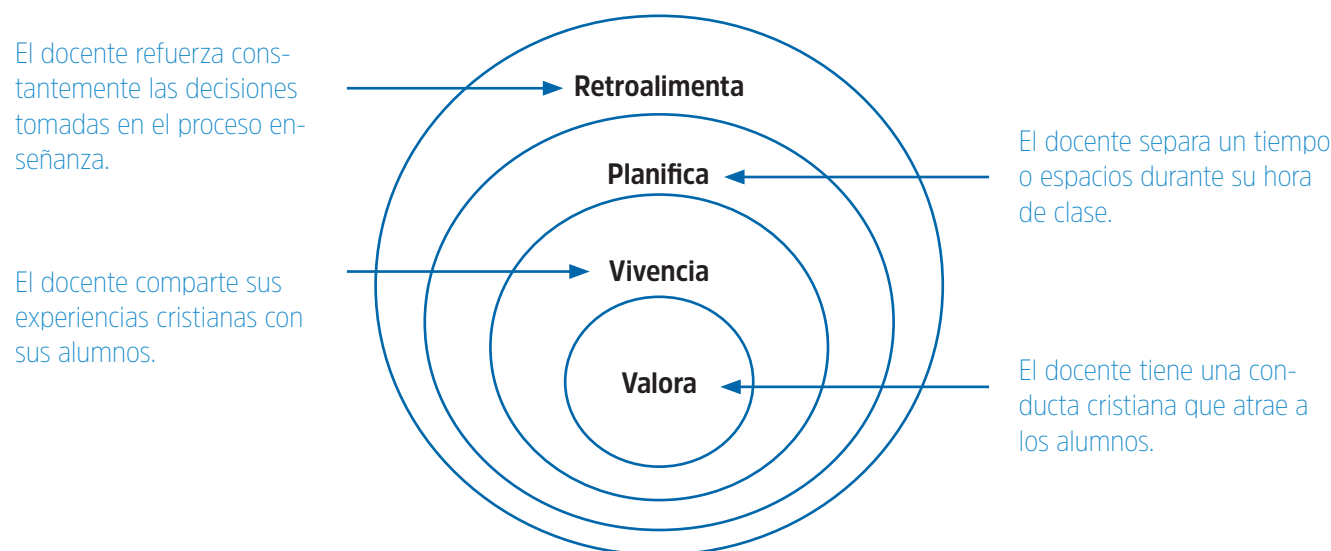 El docente refuerza cons-
tantemente las decisiones
tomadas en el proceso en-
señanza.
Retroalimenta
El docente separa un tiempo
o espacios durante su hora
de clase.
Planifica
El docente comparte sus
experiencias cristianas con
sus alumnos.
Vivencia
El docente tiene una con-
ducta cristiana que atrae a
los alumnos.
Valora